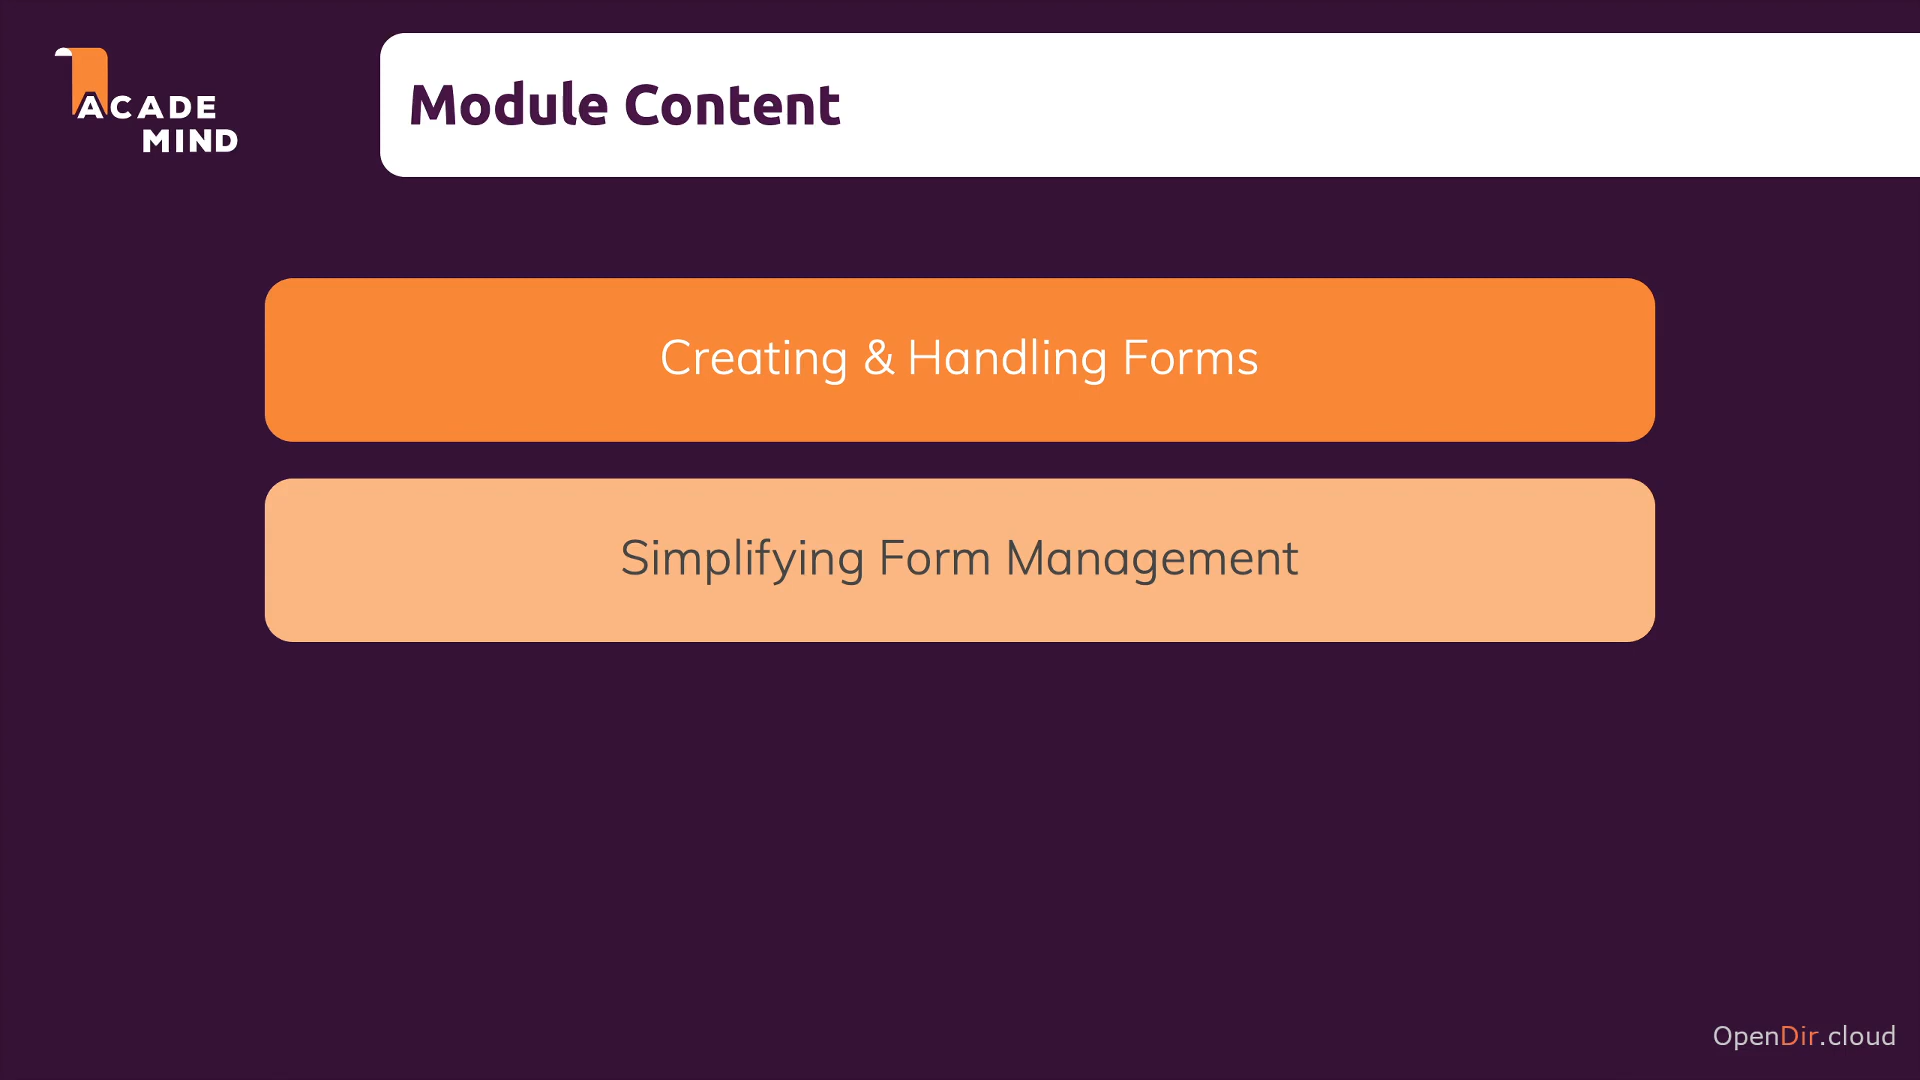 ACADE
MIND
Module Content
Creating & Handling Forms
Simplifying Form Management
OpenDir.cloud